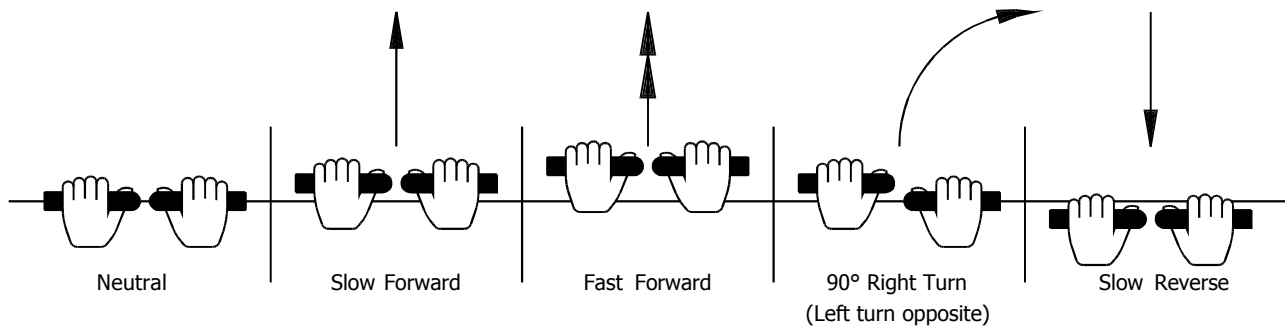 Neutral
Slow Forward
Fast Forward
90° Right Turn
(Left turn opposite)
Slow Reverse